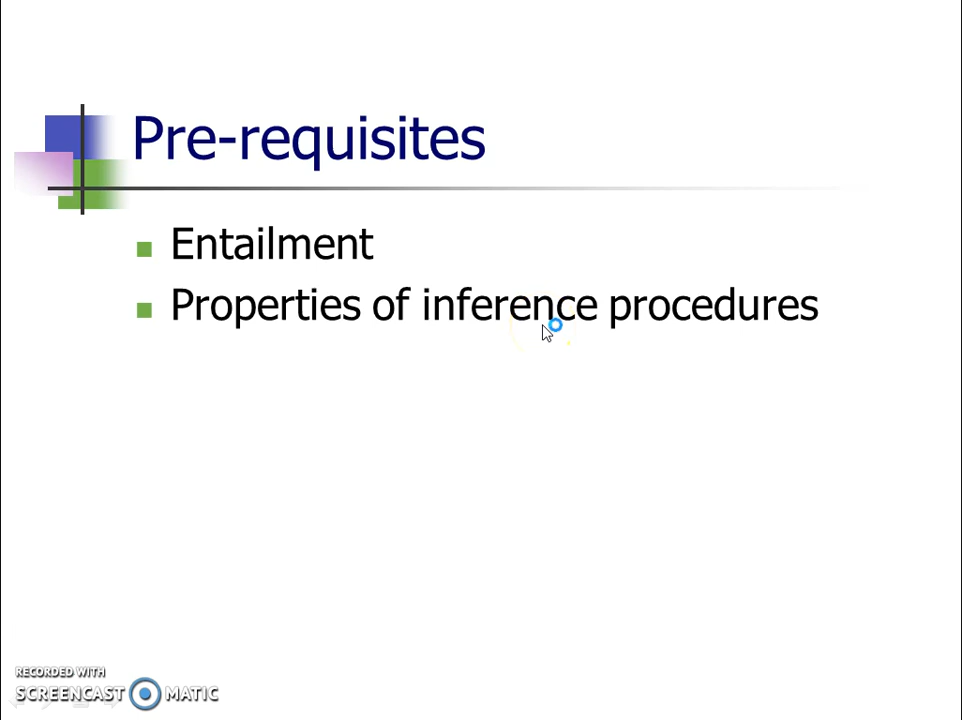 Pre-requisites
Entailment
Properties of inference procedures
RECORDED WITH
SCREENCAST MATIC